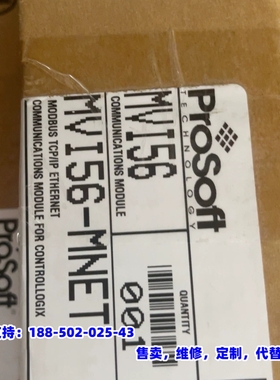 ProSoft
TECHNOLOGY
MVI56
COMMUNICATIONS MODULE
QUANTITY
001
MVI56-MNET
MODBUS TCP/IP ETHERNET
COMMUNICATIONS MODULE FOR CONTROLLOGIX
ProSoft
持：188-502-025-43
售卖，维修，定制，代替